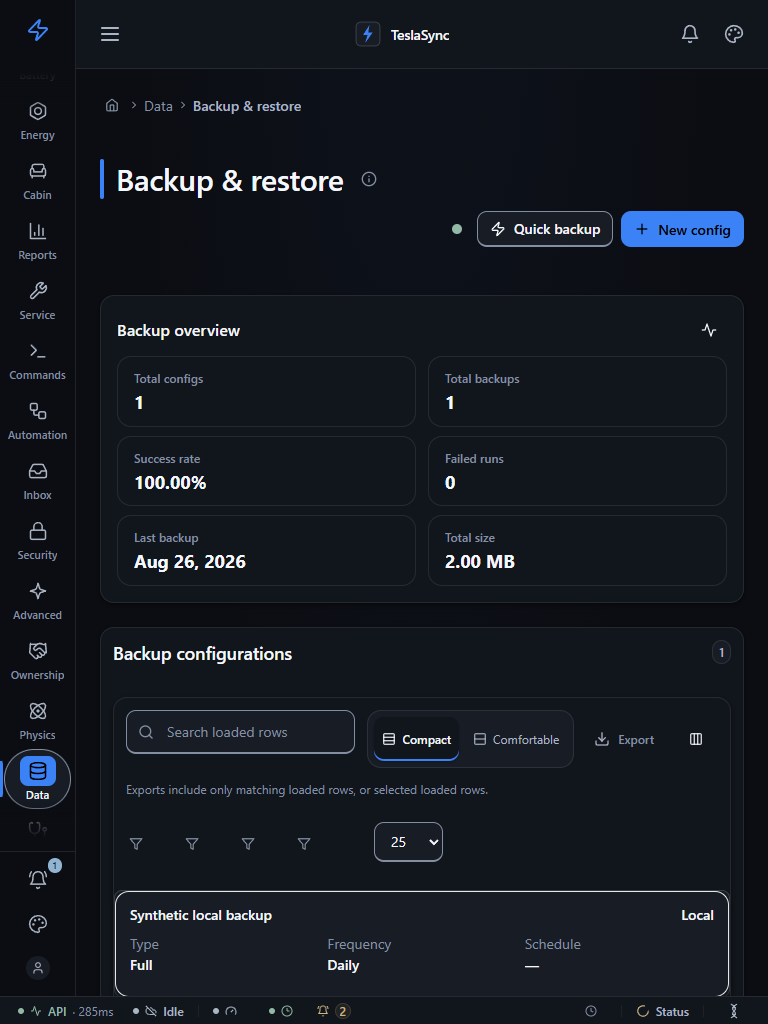 TeslaSync
Data
Backup & restore
Backup & restore
Quick backup
New config
Energy
Cabin
Reports
Service
Commands
Automation
Inbox
Security
Advanced
Ownership
Physics
Data
1
Backup overview
Total configs
1
Total backups
1
Success rate
100.00%
Failed runs
0
Last backup
Aug 26, 2026
Total size
2.00 MB
Backup configurations
1
Search loaded rows
Compact
Comfortable
Export
Exports include only matching loaded rows, or selected loaded rows.
25
Synthetic local backup
Local
Type
Frequency
Schedule
Full
Daily
—
API · 285ms
Idle
2
Status